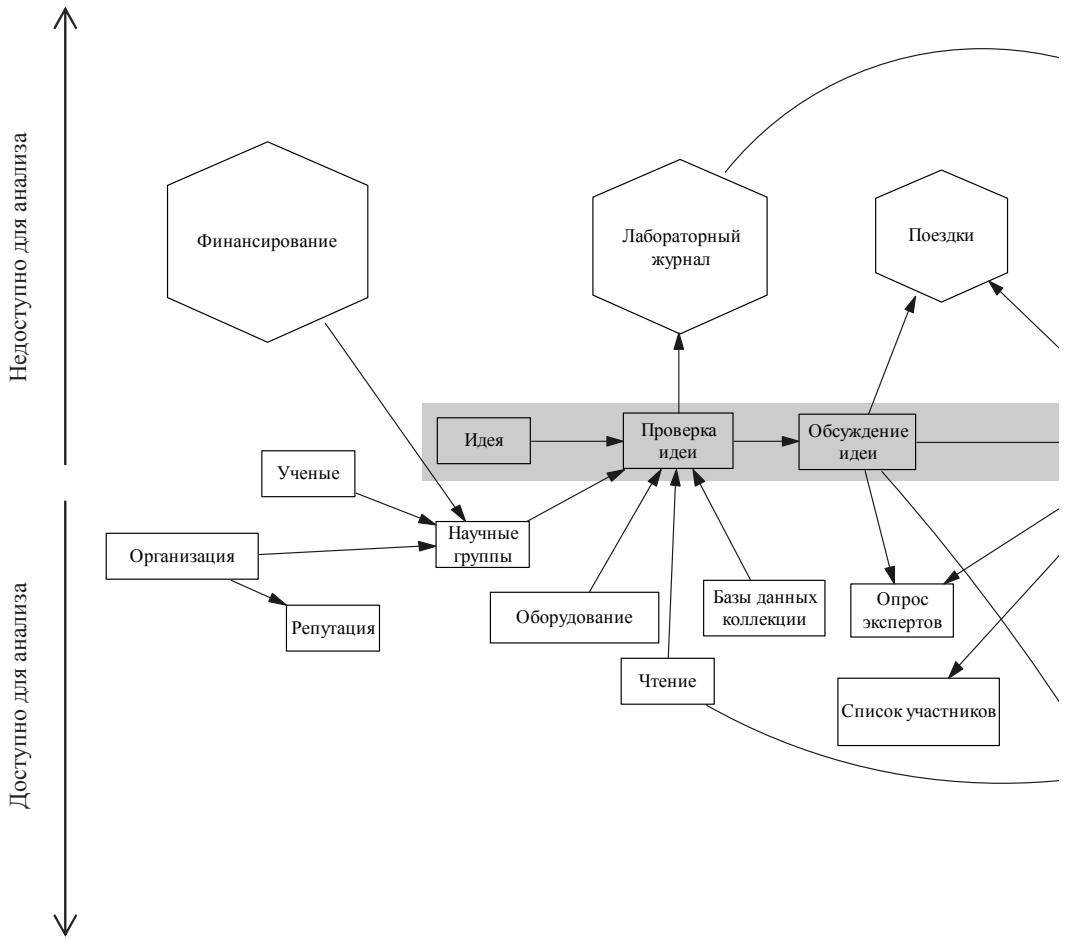 Недоступно для анализа
Финансирование
Лабораторный
журнал
Поездки
Идея
Проверка
идеи
Обсуждение
идеи
Ученые
Научные
группы
Организация
Репутация
Оборудование
Базы данных
коллекции
Опрос
экспертов
Чтение
Список участников
Доступно для анализа